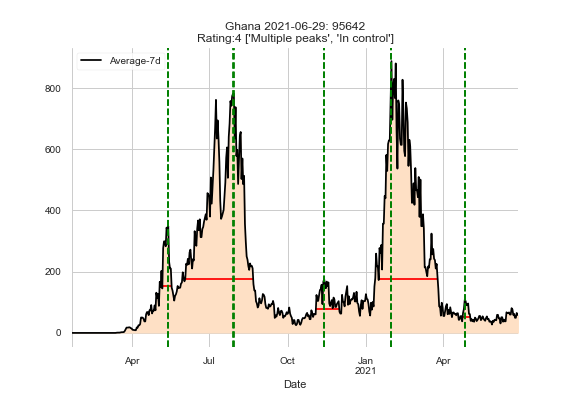 Ghana 2021-06-29: 95642
Rating:4 ['Multiple peaks', 'In control']
Average-7d
800
600
400
200
0
Apr
Jul
Oct
Jan
2021
Apr
Date